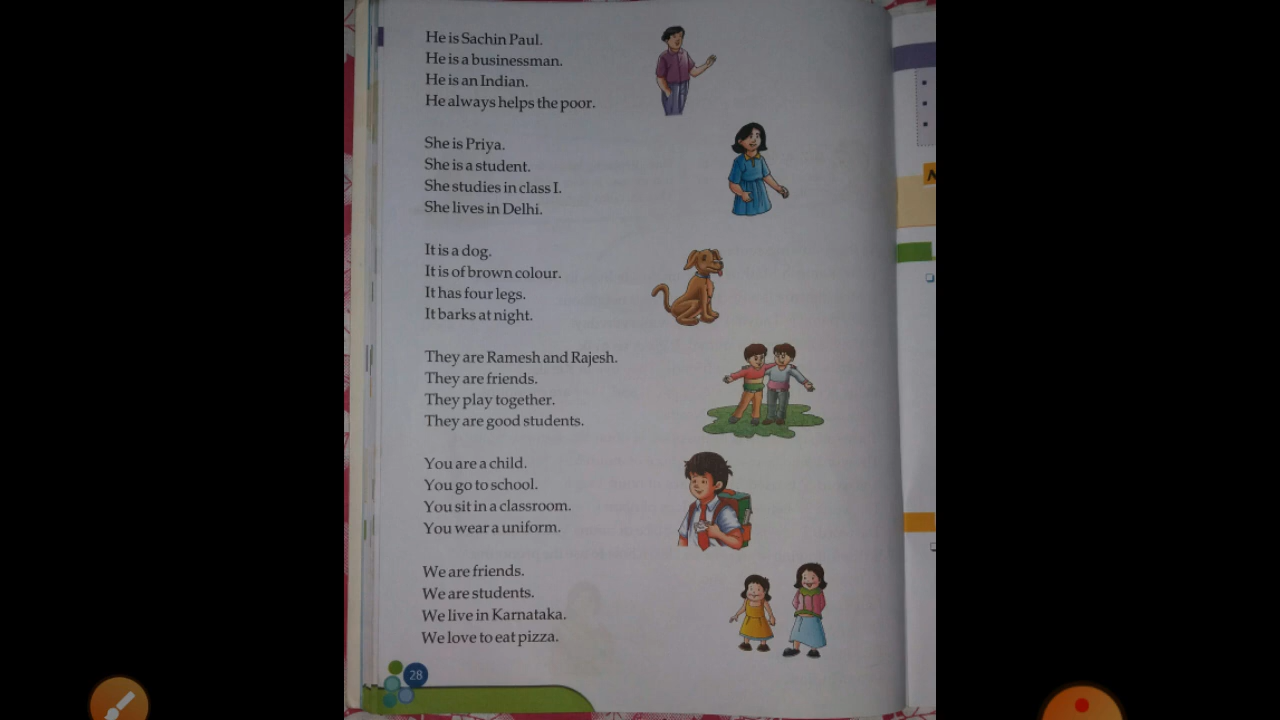 He is Sachin Paul.
He is a businessman.
He is an Indian.
He always helps the poor.
She is Priya.
She is a student.
She studies in class I.
She lives in Delhi.
It is a dog.
It is of brown colour.
It has four legs.
It barks at night.
They are Ramesh and Rajesh.
They are friends.
They play together.
They are good students.
You are a child.
You go to school.
You sit in a classroom.
You wear a uniform.
We are friends.
We are students.
We live in Karnataka.
We love to eat pizza.
28